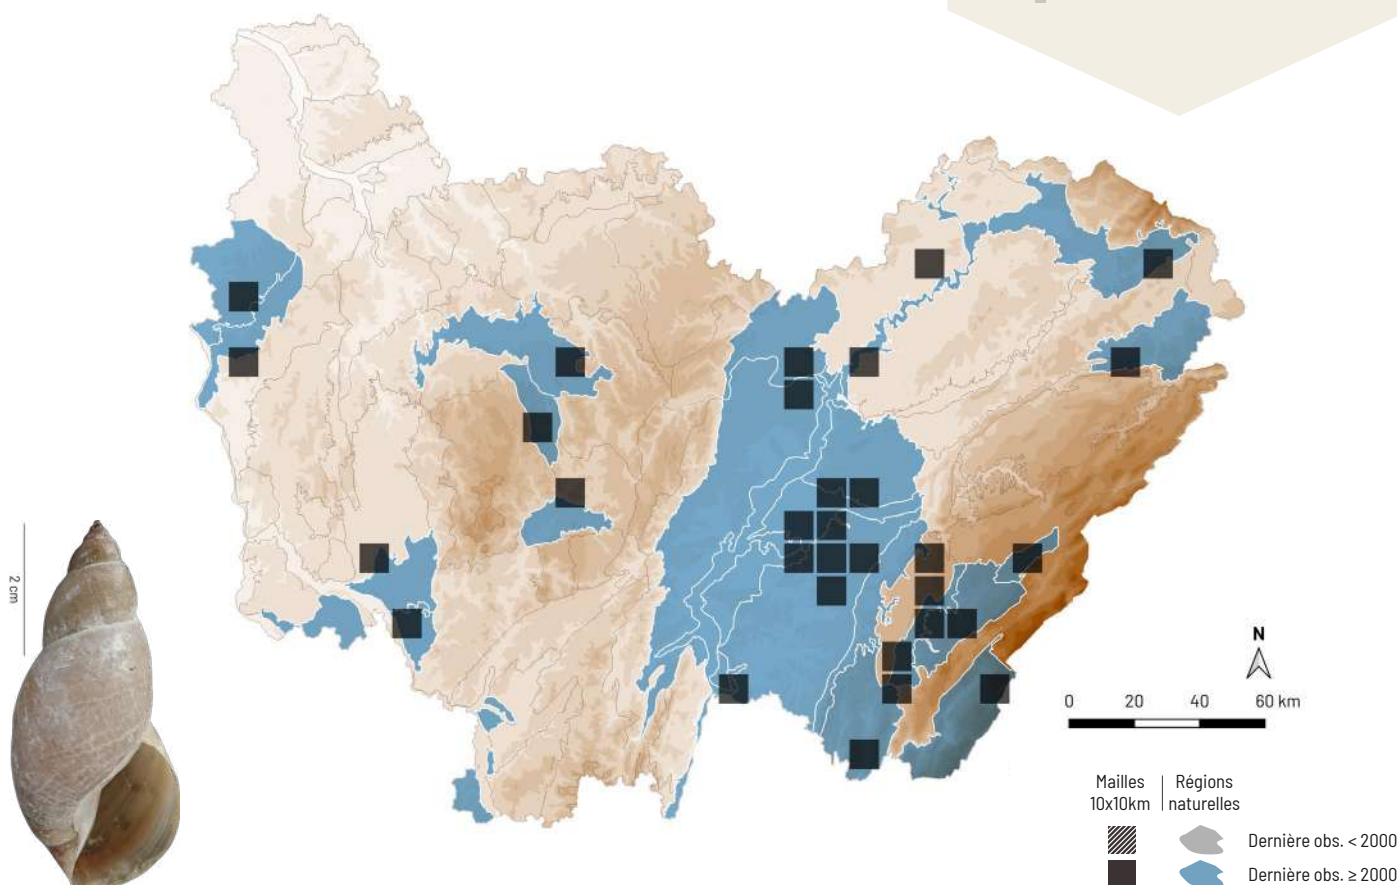 2 cm
N
0 20 40 60 km
Mailles
10x10km
Régions
naturelles
Dernière obs. < 2000
Dernière obs. ≥ 2000